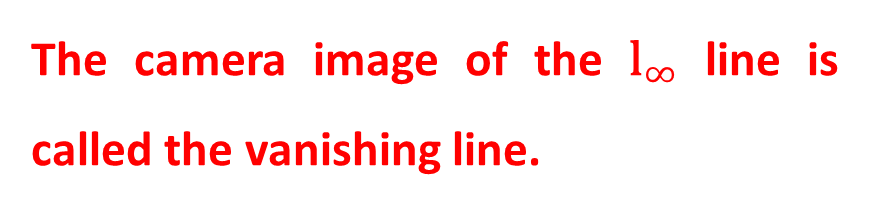 The camera image of the l∞ line is
called the vanishing line.